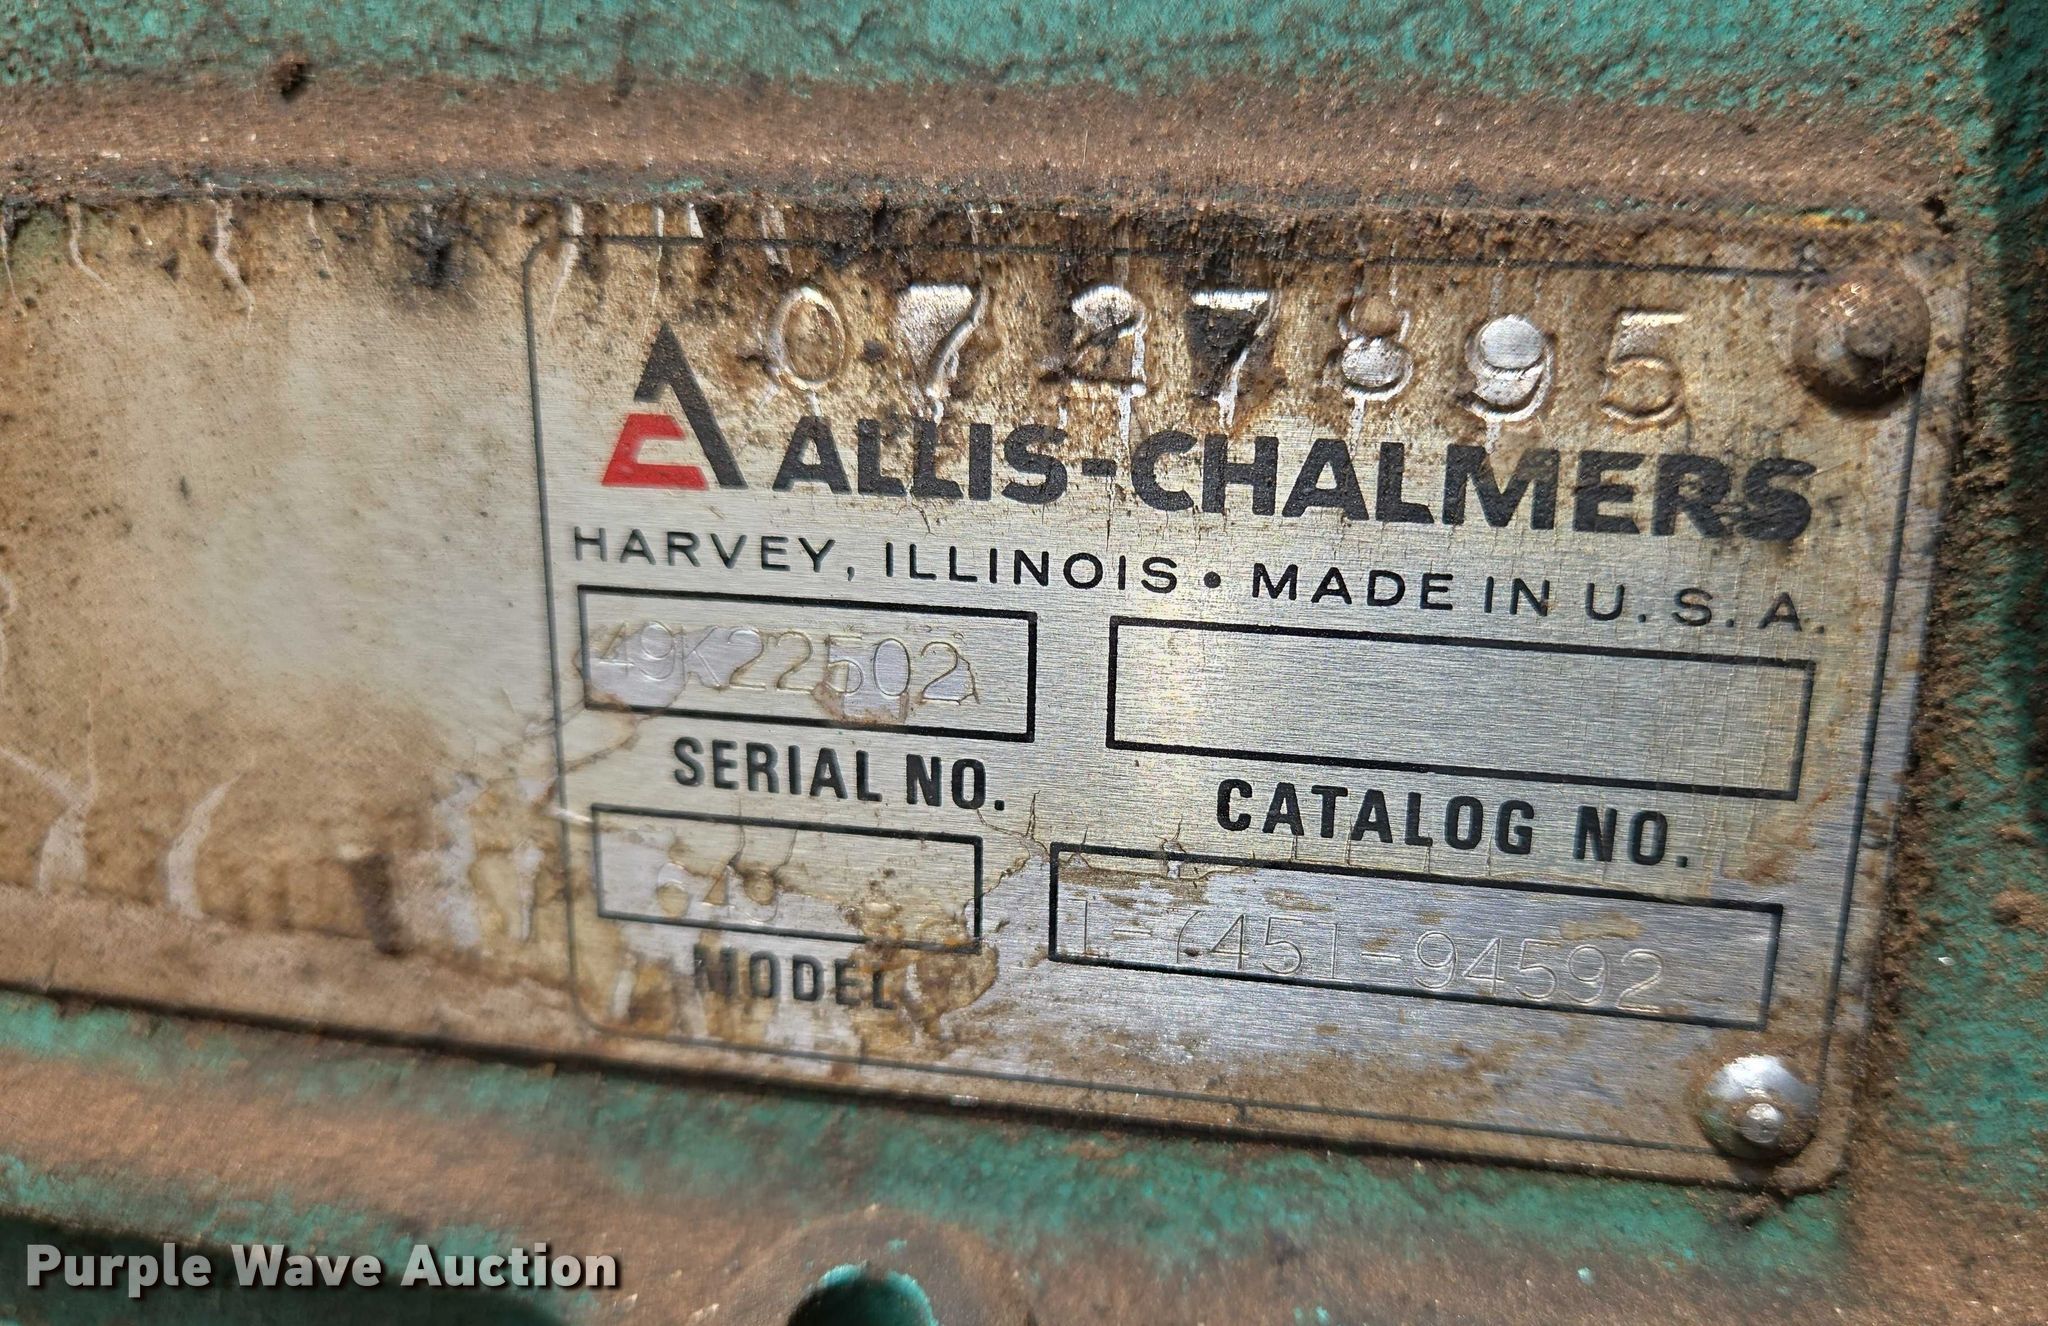 0727895
ALLIS-CHALMERS
HARVEY, ILLINOIS • MADE IN U.S.A.
49K22502
SERIAL NO.
CATALOG NO.
649
1-7451-94592
MODEL
Purple Wave Auction